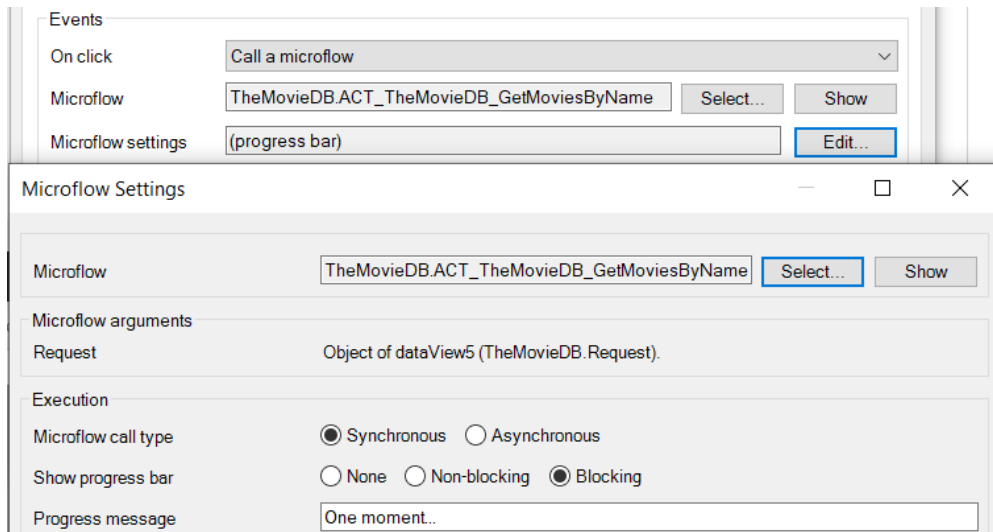 Events
On click Call a microflow
Microflow TheMovieDB.ACT_TheMovieDB_GetMoviesByName Select... Show
Microflow settings (progress bar) Edit...
Microflow Settings
Microflow TheMovieDB.ACT_TheMovieDB_GetMoviesByName Select... Show
Microflow arguments
Request Object of dataView5 (TheMovieDB.Request).
Execution
Microflow call type Synchronous Asynchronous
Show progress bar None Non-blocking Blocking
Progress message One moment...